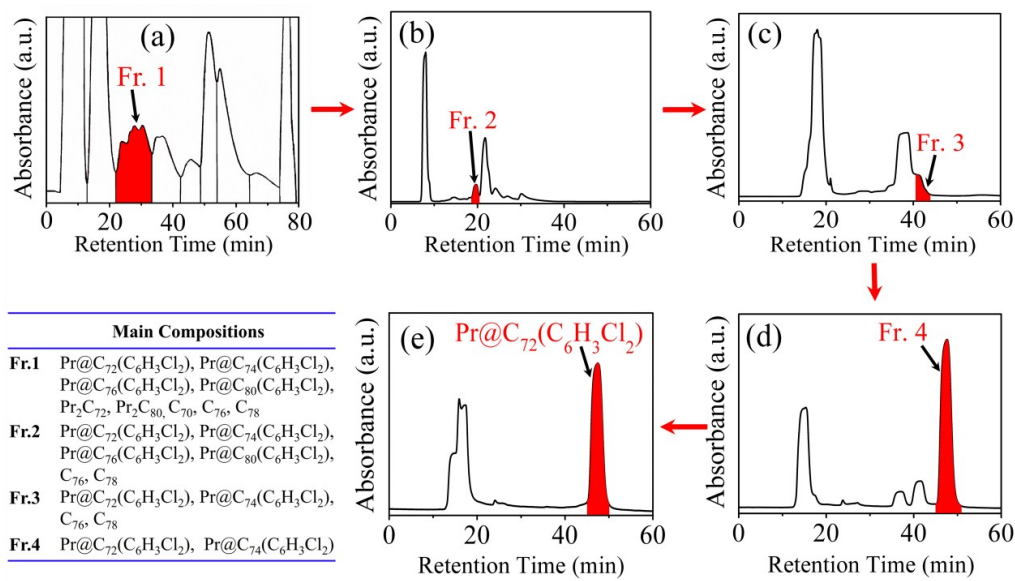 (a)
Fr. 1
Absorbance (a.u.)
0 20 40 60 80
Retention Time (min)
(b)
Fr. 2
Absorbance (a.u.)
0 20 40 60
Retention Time (min)
(c)
Fr. 3
Absorbance (a.u.)
0 20 40 60
Retention Time (min)
Main Compositions
Fr.1 Pr@C₇₂(C₆H₃Cl₂), Pr@C₇₄(C₆H₃Cl₂),
Pr@C₇₆(C₆H₃Cl₂), Pr@C₈₀(C₆H₃Cl₂),
Pr₂C₇₂, Pr₂C₈₀, C₇₀, C₇₆, C₇₈
Fr.2 Pr@C₇₂(C₆H₃Cl₂), Pr@C₇₄(C₆H₃Cl₂),
Pr@C₇₆(C₆H₃Cl₂), Pr@C₈₀(C₆H₃Cl₂),
C₇₆, C₇₈
Fr.3 Pr@C₇₂(C₆H₃Cl₂), Pr@C₇₄(C₆H₃Cl₂),
C₇₆, C₇₈
Fr.4 Pr@C₇₂(C₆H₃Cl₂), Pr@C₇₄(C₆H₃Cl₂)
(e)
Pr@C₇₂(C₆H₃Cl₂)
Absorbance (a.u.)
0 20 40 60
Retention Time (min)
(d)
Fr. 4
Absorbance (a.u.)
0 20 40 60
Retention Time (min)